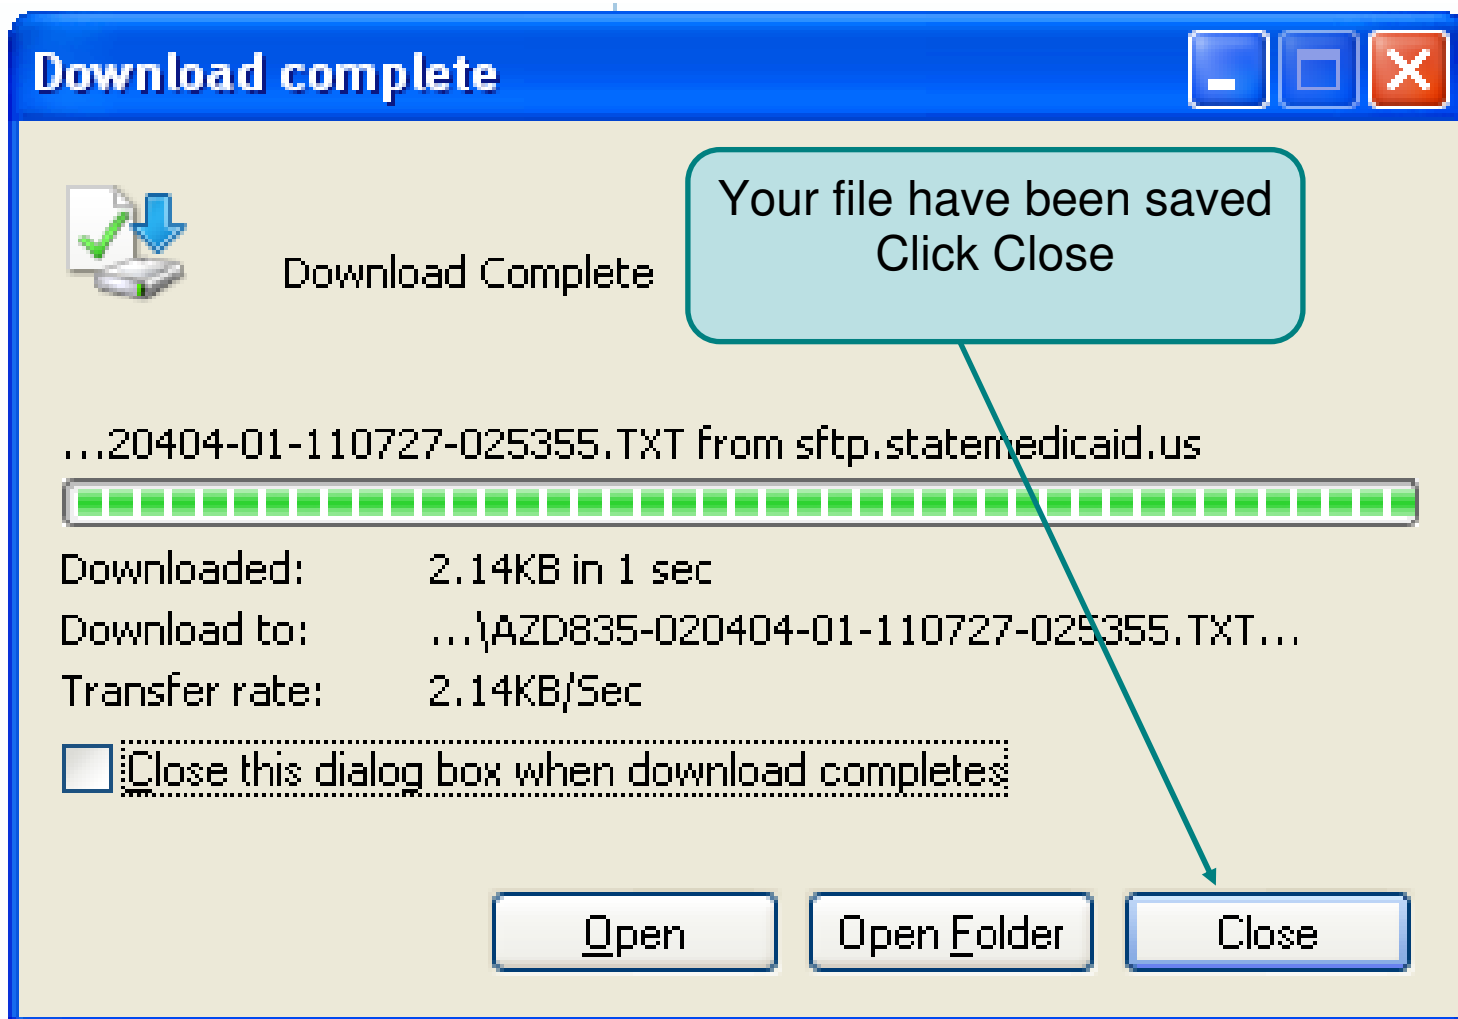 Download complete
Your file have been saved
Click Close
Download Complete
...20404-01-110727-025355.TXT from sftp.statemedicaid.us
Downloaded: 2.14KB in 1 sec
Download to: ...\AZD835-020404-01-110727-025355.TXT...
Transfer rate: 2.14KB/Sec
Close this dialog box when download completes
Open Open Folder Close